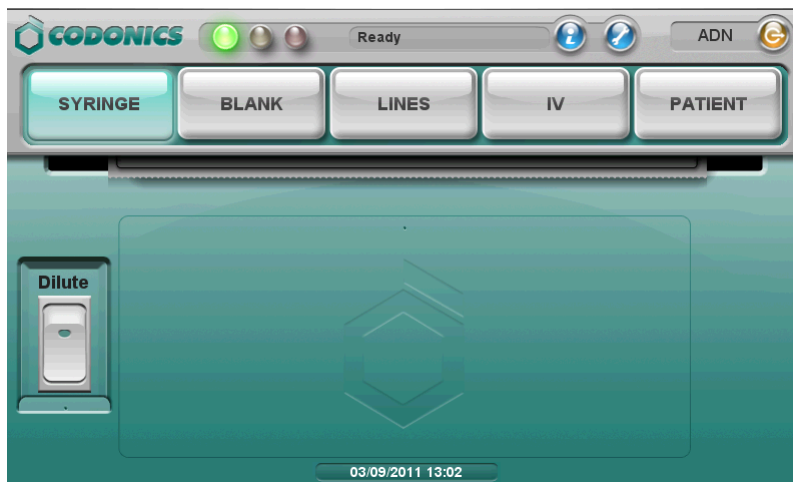 CODONICS Ready ADN
SYRINGE BLANK LINES IV PATIENT
Dilute
03/09/2011 13:02